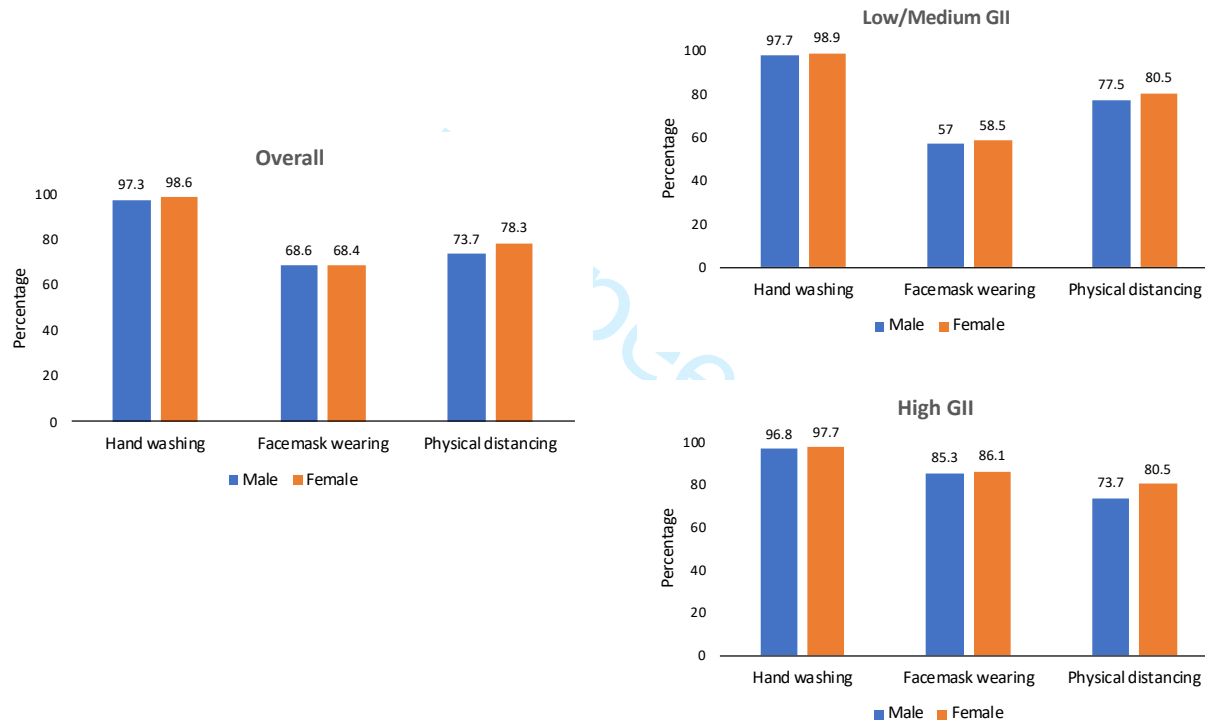 Overall
Percentage
100
80
60
40
20
0
97.3 98.6
68.6 68.4
73.7 78.3
Hand washing Facemask wearing Physical distancing
Male Female
Low/Medium GII
Percentage
100
80
60
40
20
0
97.7 98.9
57 58.5
77.5 80.5
Hand washing Facemask wearing Physical distancing
Male Female
High GII
Percentage
100
80
60
40
20
0
96.8 97.7
85.3 86.1
73.7 80.5
Hand washing Facemask wearing Physical distancing
Male Female